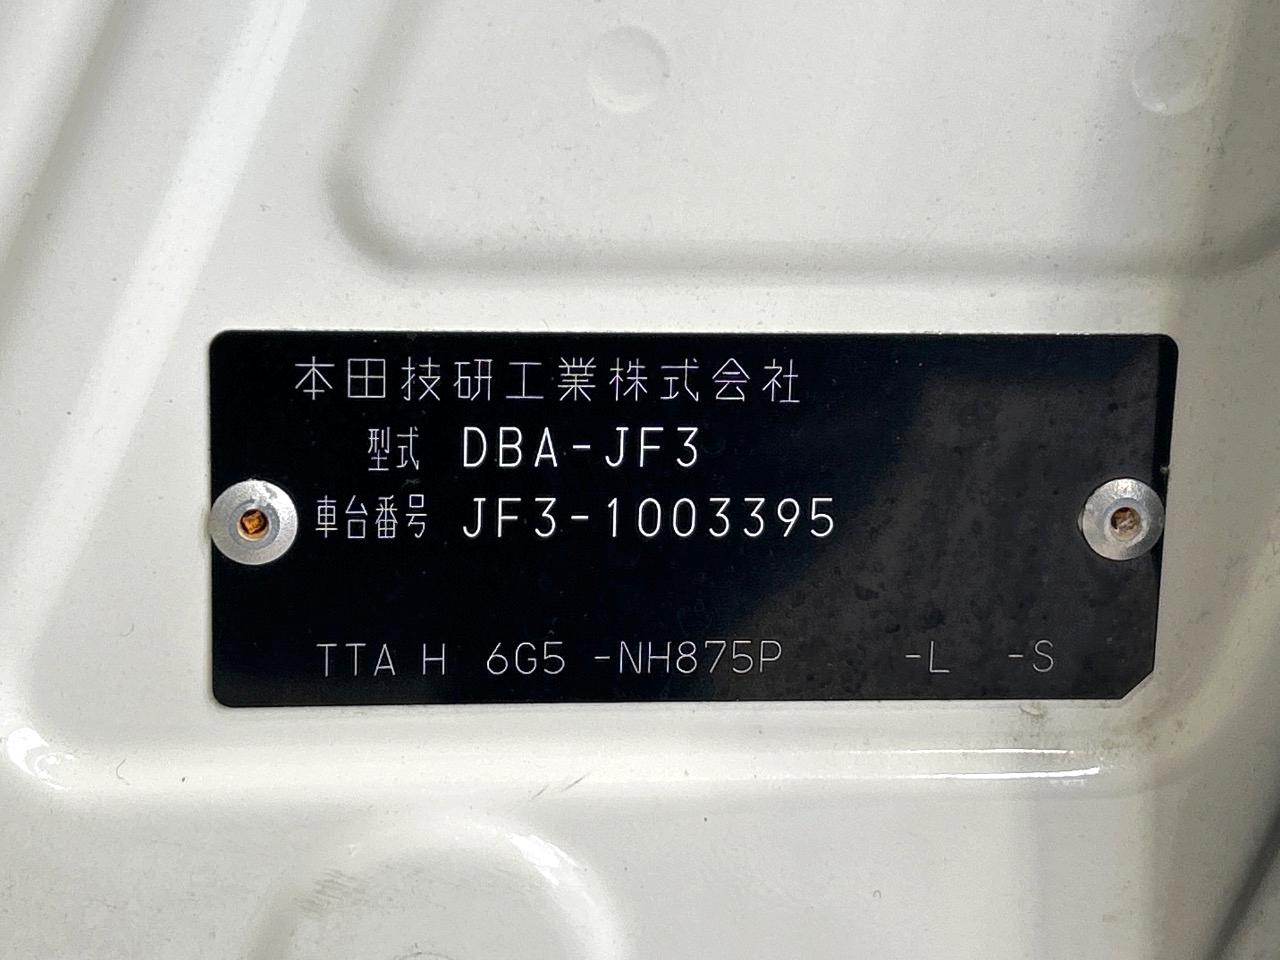 本田技研工業株式会社
型式 DBA-JF3
車台番号 JF3-1003395
TTA H 6G5 -NH875P -L -S